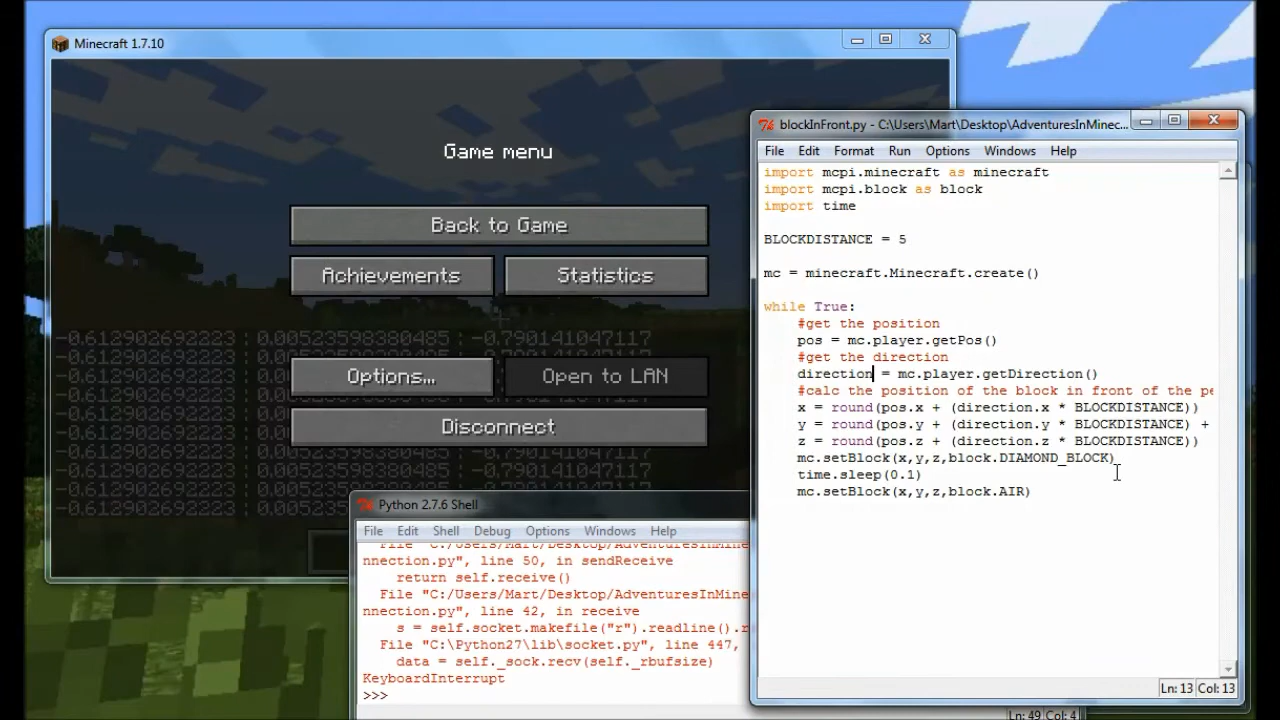 Minecraft 1.7.10
Game menu
Back to Game
Achievements
Statistics
-0.612902692223 : 0.00523598380485 : -0.790141047117
Options...
Open to LAN
Disconnect
blockInFront.py - C:\Users\Mart\Desktop\AdventuresInMinec...
File Edit Format Run Options Windows Help
import mcpi.minecraft as minecraft
import mcpi.block as block
import time
BLOCKDISTANCE = 5
mc = minecraft.Minecraft.create()
while True:
#get the position
pos = mc.player.getPos()
#get the direction
direction = mc.player.getDirection()
#calc the position of the block in front of the pe
x = round(pos.x + (direction.x * BLOCKDISTANCE))
y = round(pos.y + (direction.y * BLOCKDISTANCE) +
z = round(pos.z + (direction.z * BLOCKDISTANCE))
mc.setBlock(x,y,z,block.DIAMOND_BLOCK)
time.sleep(0.1)
mc.setBlock(x,y,z,block.AIR)
Ln: 13 Col: 13
Python 2.7.6 Shell
File Edit Shell Debug Options Windows Help
File "C:/Users/Mart/Desktop/AdventuresInMine
nnection.py", line 50, in sendReceive
return self.receive()
File "C:/Users/Mart/Desktop/AdventuresInMine
nnection.py", line 42, in receive
s = self.socket.makefile("r").readline().r
File "C:\Python27\lib\socket.py", line 447,
data = self._sock.recv(self._rbufsize)
KeyboardInterrupt
>>>
Ln: 49 Col: 4